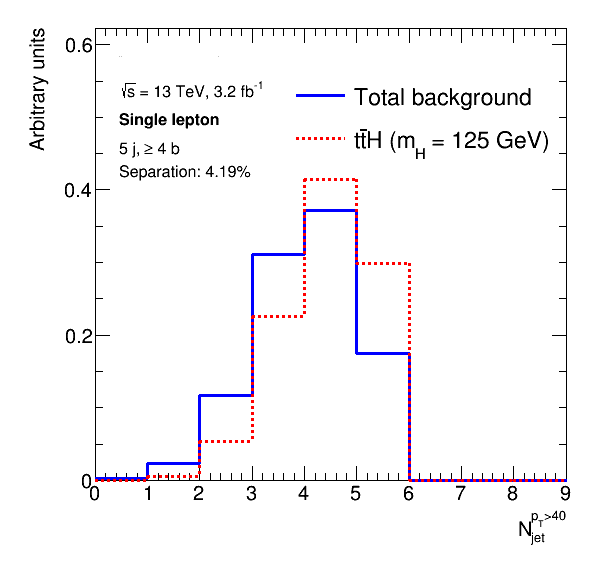 Arbitrary units
0.6
0.4
0.2
0
√s = 13 TeV, 3.2 fb⁻¹
Single lepton
5 j, ≥ 4 b
Separation: 4.19%
Total background
tt̄H (m_H = 125 GeV)
0 1 2 3 4 5 6 7 8 9
N_jet^{p_T>40}